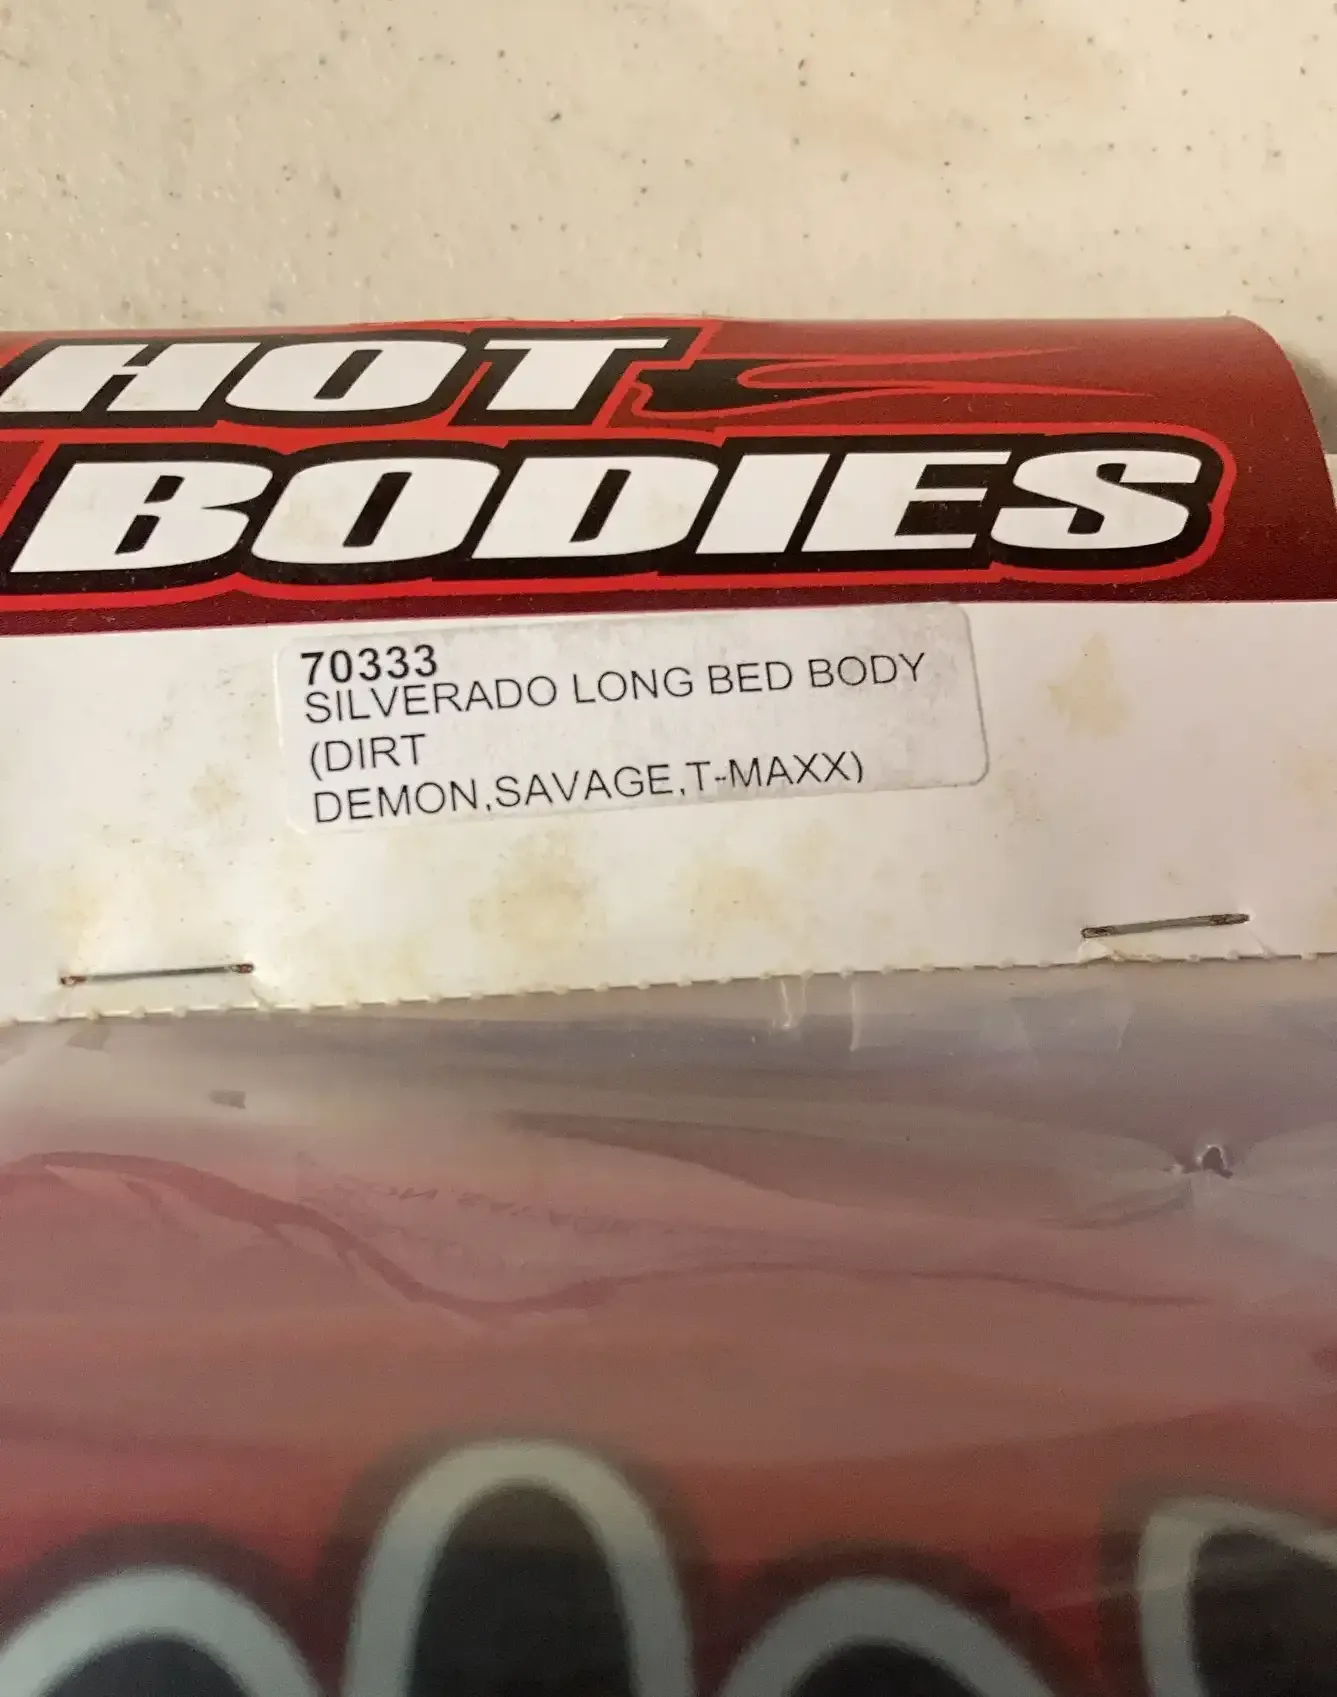 HOT
BODIES
70333
SILVERADO LONG BED BODY
(DIRT
DEMON,SAVAGE,T-MAXX)